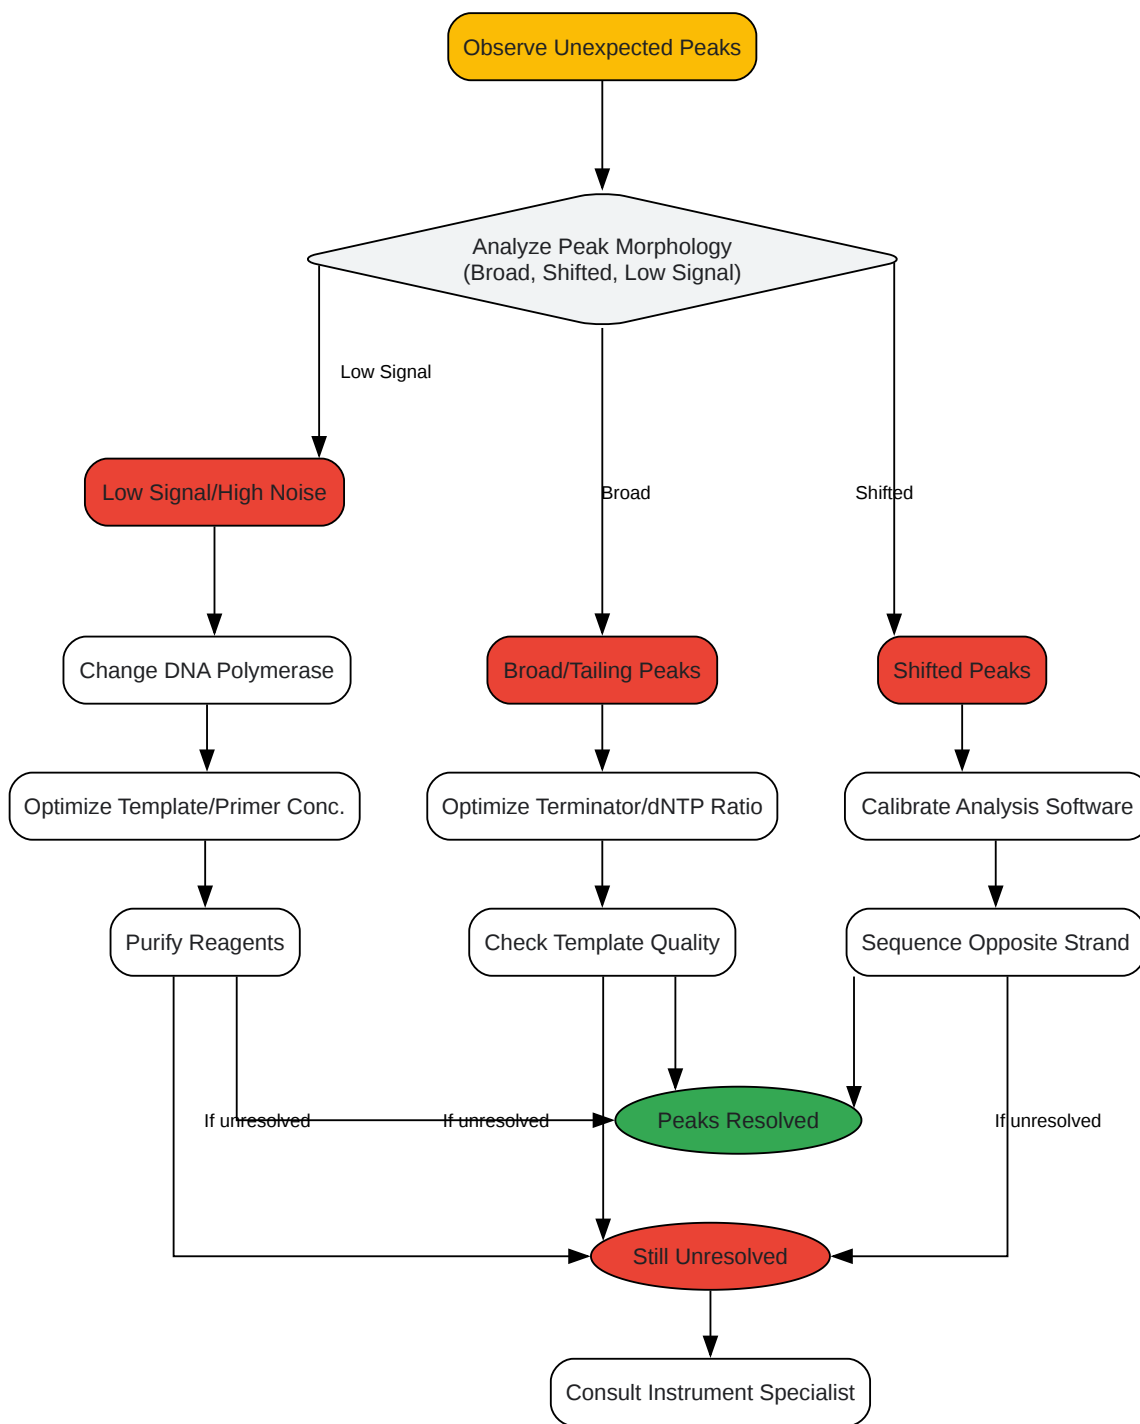 Observe Unexpected Peaks
Analyze Peak Morphology
(Broad, Shifted, Low Signal)
Low Signal
Low Signal/High Noise
Broad
Shifted
Change DNA Polymerase
Broad/Tailing Peaks
Shifted Peaks
Optimize Template/Primer Conc.
Optimize Terminator/dNTP Ratio
Calibrate Analysis Software
Purify Reagents
Check Template Quality
Sequence Opposite Strand
If unresolved
If unresolved
Peaks Resolved
If unresolved
Still Unresolved
Consult Instrument Specialist